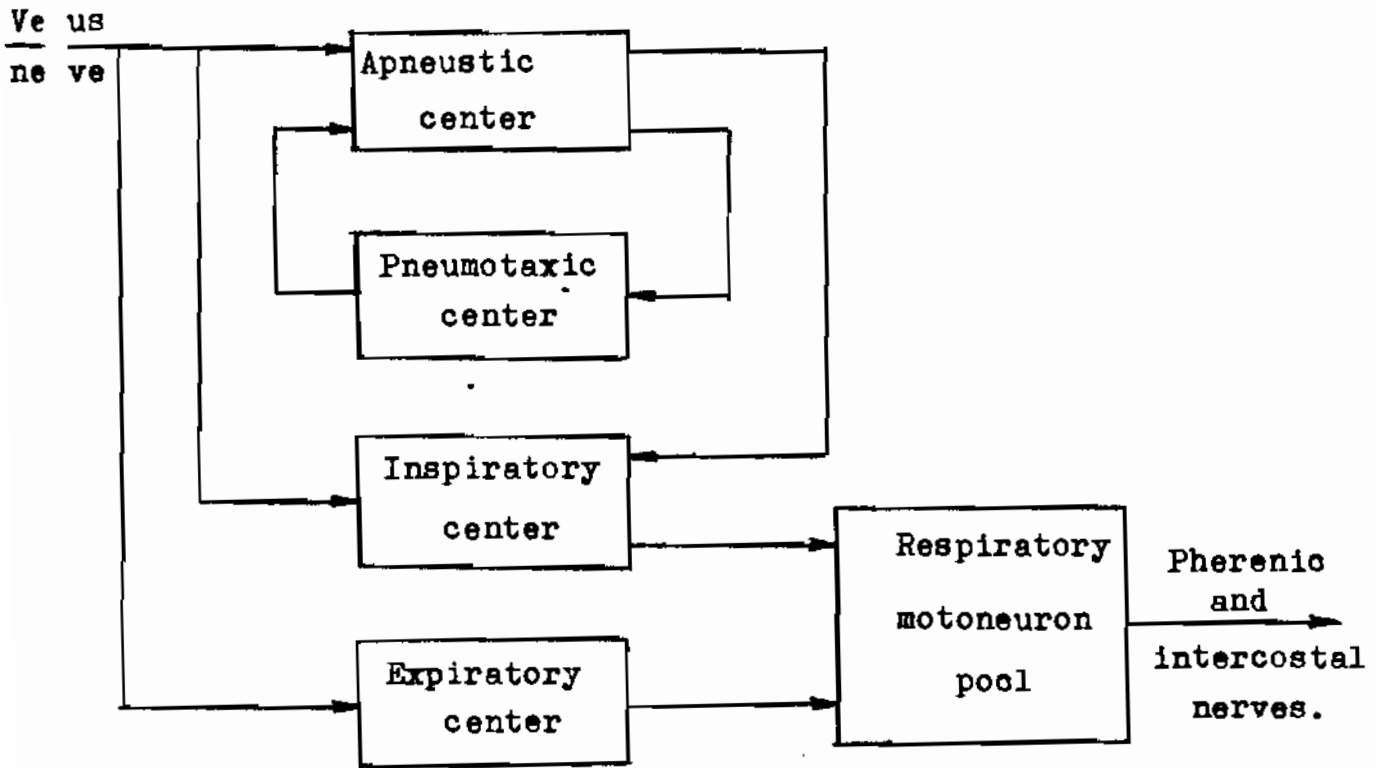 Ve us
ne ve
Apneustic
center
Pneumotaxic
center
Inspiratory
center
Expiratory
center
Respiratory
motoneuron
pool
Pherenic
and
intercostal
nerves.